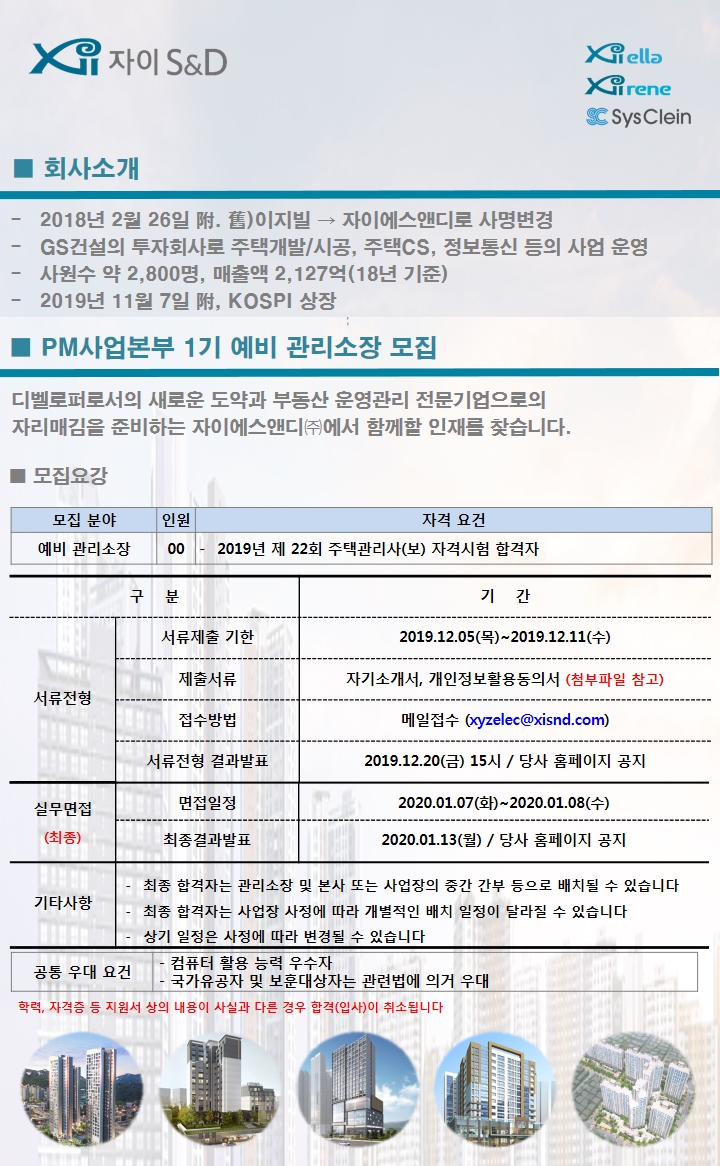 Xii 자이 S&D
Xii ella
Xii rene
SysClein
■ 회사소개
- 2018년 2월 26일 附. 舊)이지빌 → 자이에스앤디로 사명변경
- GS건설의 투자회사로 주택개발/시공, 주택CS, 정보통신 등의 사업 운영
- 사원수 약 2,800명, 매출액 2,127억(18년 기준)
- 2019년 11월 7일 附, KOSPI 상장
■ PM사업본부 1기 예비 관리소장 모집
디벨로퍼로서의 새로운 도약과 부동산 운영관리 전문기업으로의
자리매김을 준비하는 자이에스앤디㈜에서 함께할 인재를 찾습니다.
■ 모집요강
모집 분야 인원 자격 요건
예비 관리소장 00 - 2019년 제 22회 주택관리사(보) 자격시험 합격자
구 분 기 간
서류전형
서류제출 기한 2019.12.05(목)~2019.12.11(수)
제출서류 자기소개서, 개인정보활용동의서 (첨부파일 참고)
접수방법 메일접수 (xyzelec@xisnd.com)
서류전형 결과발표 2019.12.20(금) 15시 / 당사 홈페이지 공지
실무면접
(최종)
면접일정 2020.01.07(화)~2020.01.08(수)
최종결과발표 2020.01.13(월) / 당사 홈페이지 공지
기타사항
- 최종 합격자는 관리소장 및 본사 또는 사업장의 중간 간부 등으로 배치될 수 있습니다
- 최종 합격자는 사업장 사정에 따라 개별적인 배치 일정이 달라질 수 있습니다
- 상기 일정은 사정에 따라 변경될 수 있습니다
공통 우대 요건
- 컴퓨터 활용 능력 우수자
- 국가유공자 및 보훈대상자는 관련법에 의거 우대
학력, 자격증 등 지원서 상의 내용이 사실과 다른 경우 합격(입사)이 취소됩니다